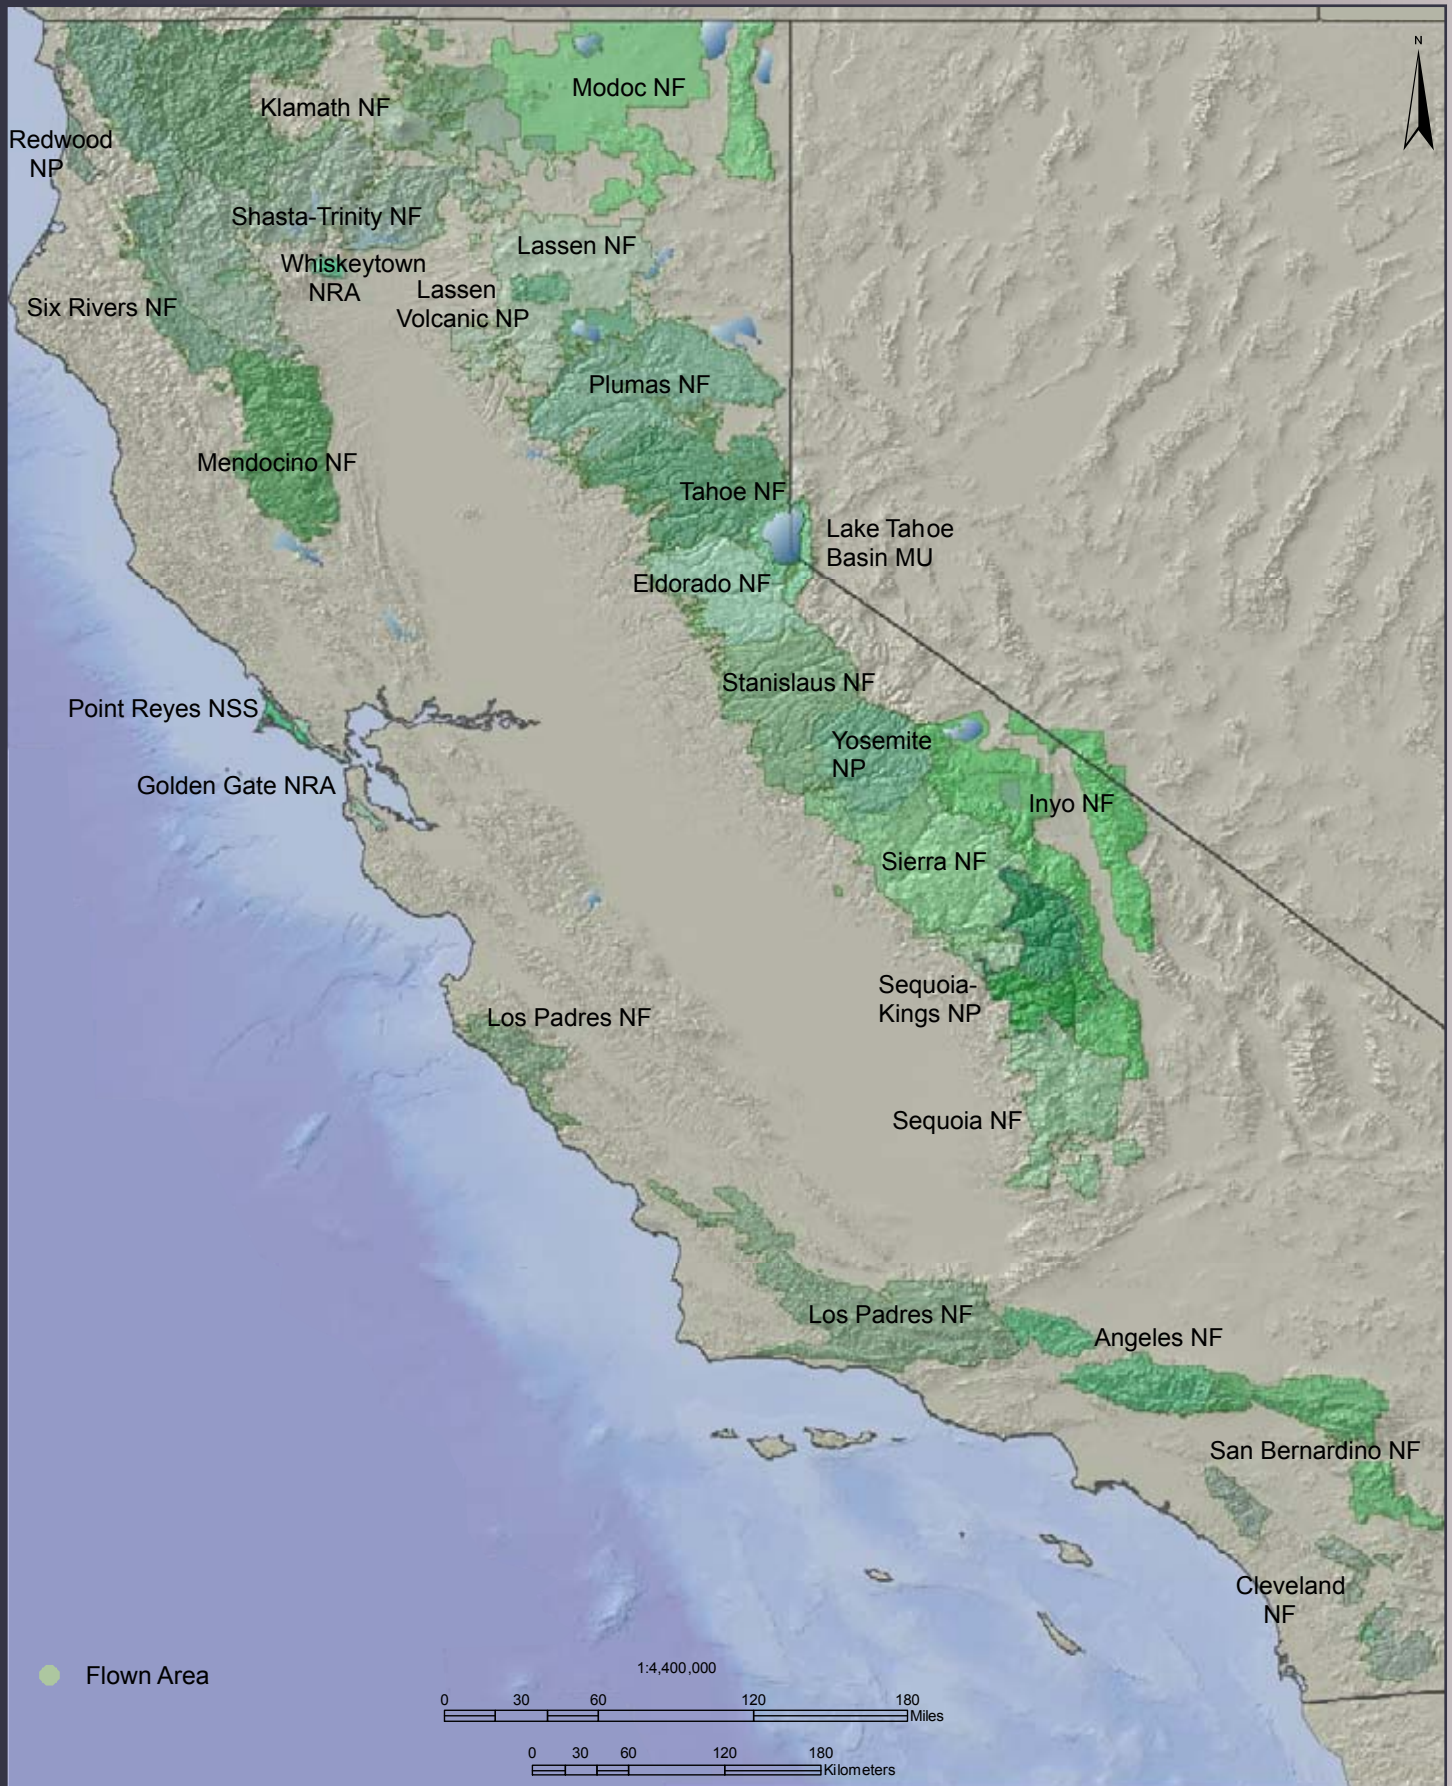 N
Modoc NF
Klamath NF
Redwood
NP
Shasta-Trinity NF
Lassen NF
Whiskeytown
NRA
Lassen
Volcanic NP
Six Rivers NF
Plumas NF
Mendocino NF
Tahoe NF
Lake Tahoe
Basin MU
Eldorado NF
Stanislaus NF
Point Reyes NSS
Yosemite
NP
Golden Gate NRA
Inyo NF
Sierra NF
Sequoia-
Kings NP
Los Padres NF
Sequoia NF
Los Padres NF
Angeles NF
San Bernardino NF
Cleveland
NF
Flown Area
1:4,400,000
0 30 60 120 180
Miles
0 30 60 120 180
Kilometers